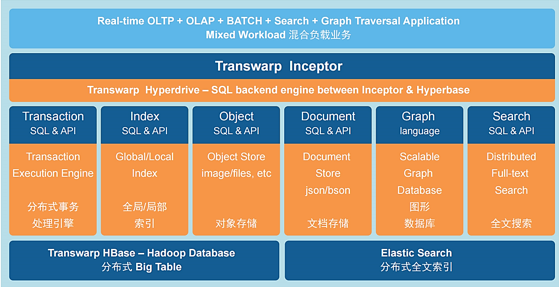 Real-time OLTP + OLAP + BATCH + Search + Graph Traversal Application
Mixed Workload 混合负载业务
Transwarp Inceptor
Transwarp Hyperdrive – SQL backend engine between Inceptor & Hyperbase
Transaction
SQL & API
Transaction
Execution Engine
分布式事务
处理引擎
Index
SQL & API
Global/Local
Index
全局/局部
索引
Object
SQL & API
Object Store
image/files, etc
对象存储
Document
SQL & API
Document
Store
json/bson
文档存储
Graph
language
Scalable
Graph
Database
图形
数据库
Search
SQL & API
Distributed
Full-text
Search
全文搜索
Transwarp HBase – Hadoop Database
分布式 Big Table
Elastic Search
分布式全文索引